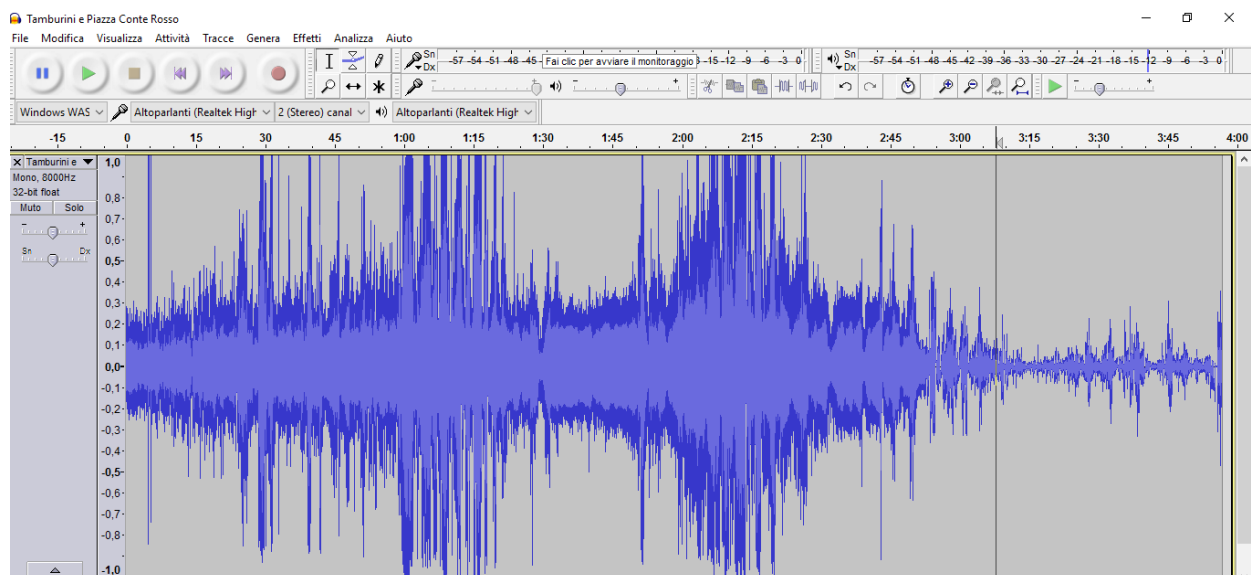 Tamburini e Piazza Conte Rosso
File Modifica Visualizza Attività Tracce Genera Effetti Analizza Aiuto
Sn -57 -54 -51 -48 -45 - Fai clic per avviare il monitoraggio -15 -12 -9 -6 -3 0 Sn -57 -54 -51 -48 -45 -42 -39 -36 -33 -30 -27 -24 -21 -18 -15 -12 -9 -6 -3 0
Dx Dx
- + - + - +
Windows WAS Altoparlanti (Realtek High 2 (Stereo) canal Altoparlanti (Realtek High
-15 0 15 30 45 1:00 1:15 1:30 1:45 2:00 2:15 2:30 2:45 3:00 3:15 3:30 3:45 4:00
X Tamburini e 1,0
Mono, 8000Hz
32-bit float
Muto Solo 0,8
0,7
- + 0,6
Sn Dx 0,5
0,4
0,3
0,2
0,1
0,0
-0,1
-0,2
-0,3
-0,4
-0,5
-0,6
-0,7
-0,8
-1,0